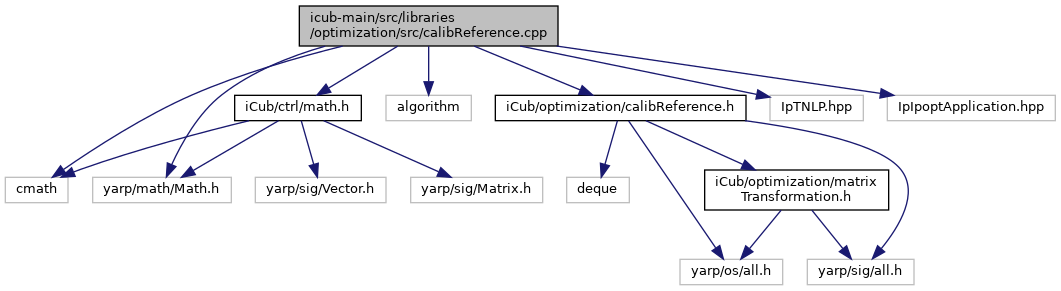 icub-main/src/libraries
/optimization/src/calibReference.cpp
iCub/ctrl/math.h
algorithm
iCub/optimization/calibReference.h
IpTNLP.hpp
IpIpoptApplication.hpp
cmath
yarp/math/Math.h
yarp/sig/Vector.h
yarp/sig/Matrix.h
deque
iCub/optimization/matrix
Transformation.h
yarp/os/all.h
yarp/sig/all.h